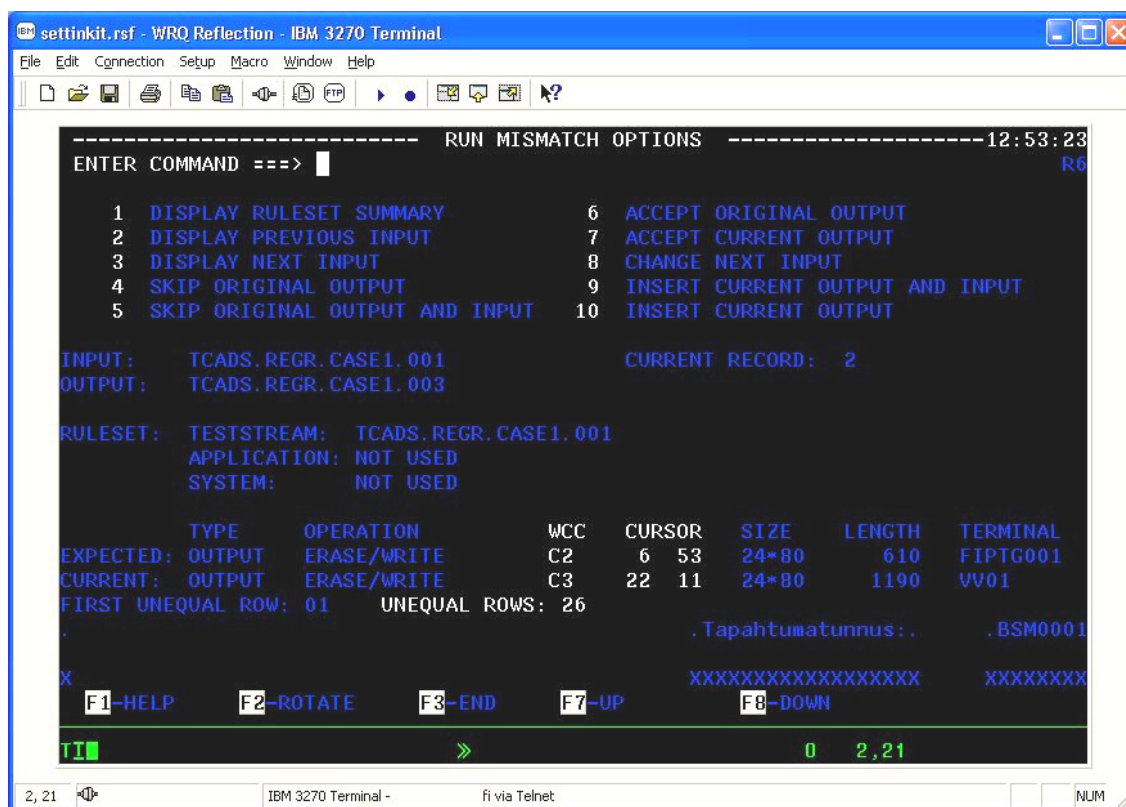 IBM settinkit.rsf - WRQ Reflection - IBM 3270 Terminal
File Edit Connection Setup Macro Window Help
FTP
--------------------------- RUN MISMATCH OPTIONS --------------------12:53:23
ENTER COMMAND ===> R6
1 DISPLAY RULESET SUMMARY 6 ACCEPT ORIGINAL OUTPUT
2 DISPLAY PREVIOUS INPUT 7 ACCEPT CURRENT OUTPUT
3 DISPLAY NEXT INPUT 8 CHANGE NEXT INPUT
4 SKIP ORIGINAL OUTPUT 9 INSERT CURRENT OUTPUT AND INPUT
5 SKIP ORIGINAL OUTPUT AND INPUT 10 INSERT CURRENT OUTPUT
INPUT: TCADS.REGR.CASE1.001 CURRENT RECORD: 2
OUTPUT: TCADS.REGR.CASE1.003
RULESET: TESTSTREAM: TCADS.REGR.CASE1.001
APPLICATION: NOT USED
SYSTEM: NOT USED
TYPE OPERATION WCC CURSOR SIZE LENGTH TERMINAL
EXPECTED: OUTPUT ERASE/WRITE C2 6 53 24*80 610 FIPTG001
CURRENT: OUTPUT ERASE/WRITE C3 22 11 24*80 1190 VV01
FIRST UNEQUAL ROW: 01 UNEQUAL ROWS: 26
. .Tapahtumatunnus:. .BSM0001
X XXXXXXXXXXXXXXXXXX XXXXXXXX
F1-HELP F2-ROTATE F3-END F7-UP F8-DOWN
TI » 0 2,21
2, 21 IBM 3270 Terminal - fi via Telnet NUM